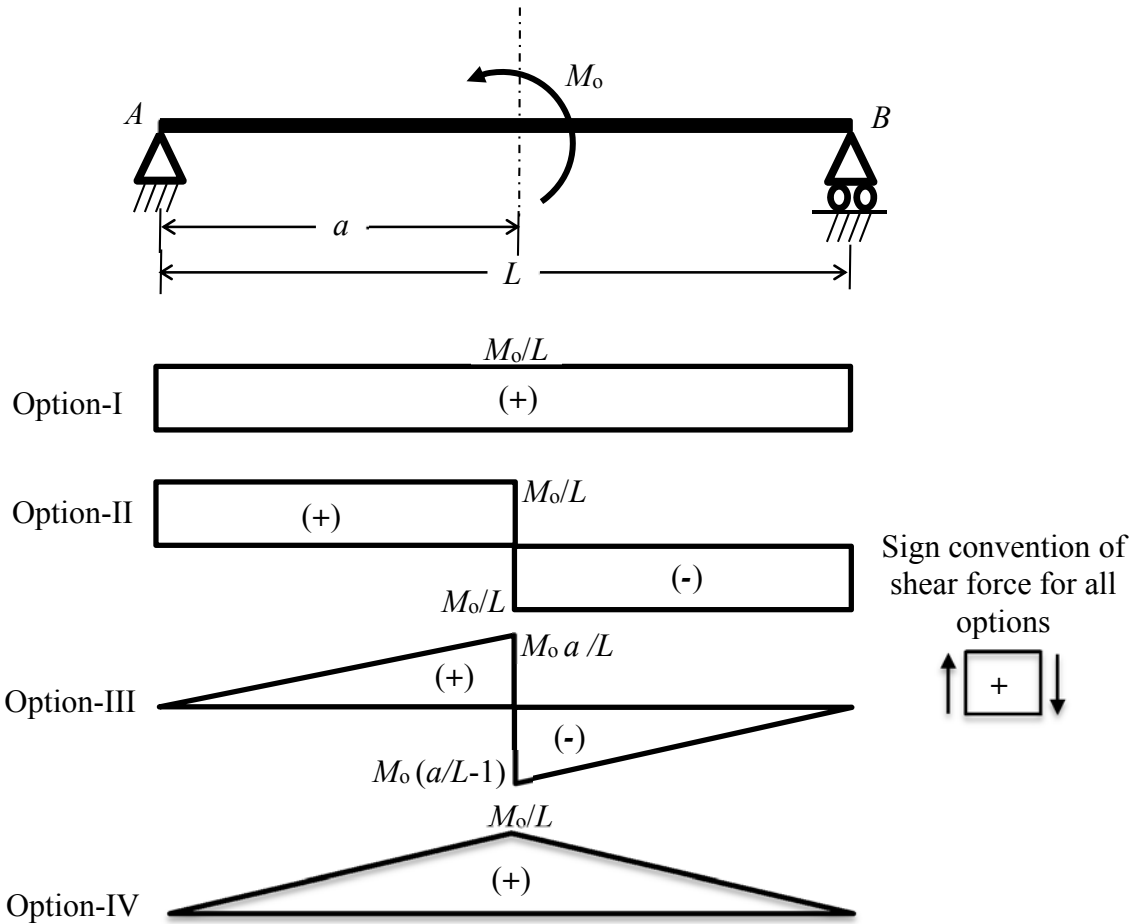 A
Mo
B
a
L
Mo/L
Option-I
(+)
Mo/L
Option-II
(+)
(-)
Mo/L
Sign convention of
shear force for all
options
+
Mo a /L
Option-III
(+)
(-)
Mo (a/L-1)
Mo/L
Option-IV
(+)